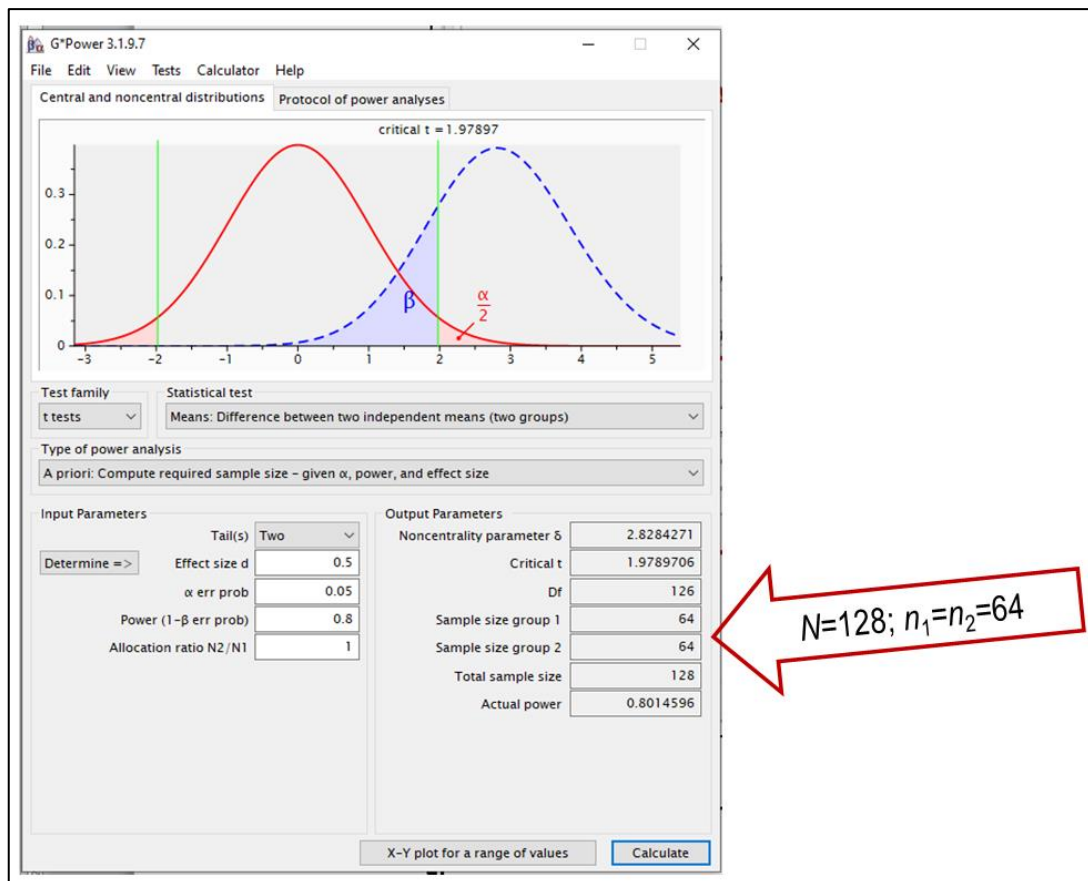 G*Power 3.1.9.7
File Edit View Tests Calculator Help
Central and noncentral distributions Protocol of power analyses
critical t = 1.97897
0.3
0.2
0.1
0
β
α
2
-3 -2 -1 0 1 2 3 4 5
Test family Statistical test
t tests Means: Difference between two independent means (two groups)
Type of power analysis
A priori: Compute required sample size – given α, power, and effect size
Input Parameters
Tail(s) Two
Determine => Effect size d 0.5
α err prob 0.05
Power (1-β err prob) 0.8
Allocation ratio N2/N1 1
Output Parameters
Noncentrality parameter δ 2.8284271
Critical t 1.9789706
Df 126
Sample size group 1 64
Sample size group 2 64
Total sample size 128
Actual power 0.8014596
N=128; n₁=n₂=64
X-Y plot for a range of values Calculate